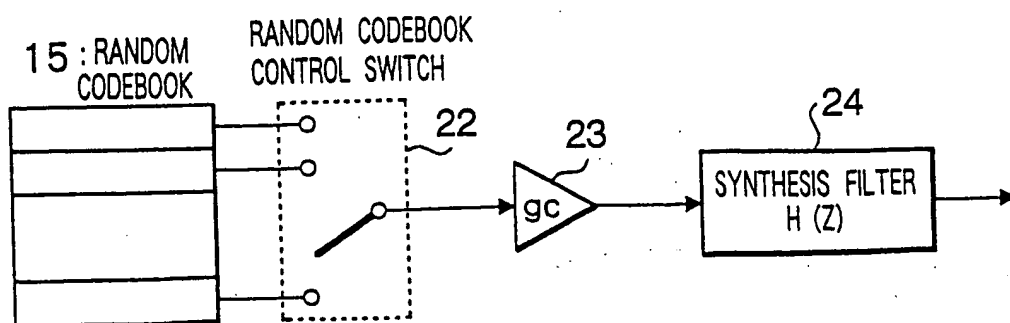 15 : RANDOM
CODEBOOK
RANDOM CODEBOOK
CONTROL SWITCH
22
gc
23
24
SYNTHESIS FILTER
H (Z)